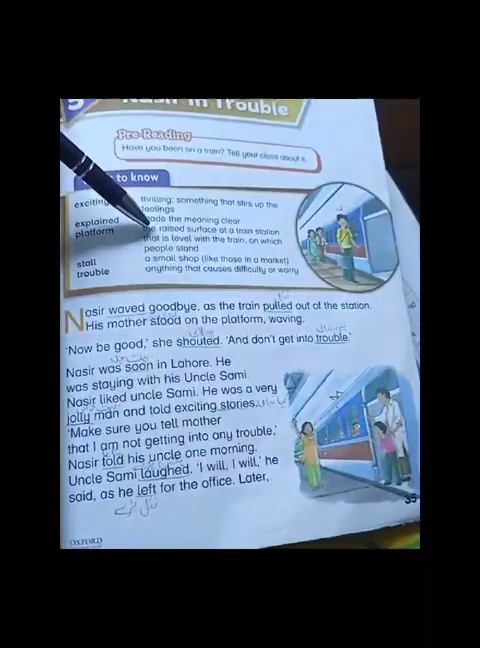 5 Nasir in Trouble
Pre-Reading
Have you been on a train? Tell your class about it.
to know
exciting thrilling; something that stirs up the
feelings
explained made the meaning clear
platform the raised surface at a train station
that is level with the train, on which
people stand
stall a small shop (like those in a market)
trouble anything that causes difficulty or worry
Nasir waved goodbye, as the train pulled out of the station.
His mother stood on the platform, waving.
'Now be good,' she shouted. 'And don't get into trouble.'
Nasir was soon in Lahore. He
was staying with his Uncle Sami.
Nasir liked uncle Sami. He was a very
jolly man and told exciting stories.
'Make sure you tell mother
that I am not getting into any trouble,'
Nasir told his uncle one morning.
Uncle Sami laughed. 'I will, I will,' he
said, as he left for the office. Later,
نکل پڑے
35
OXFORD